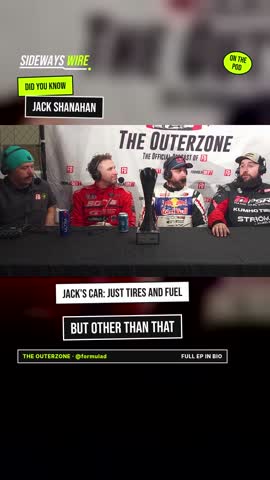 SIDEWAYS WIRE
ON THE
POD
DID YOU
KNOW
JACK SHANAHAN
THE OUTERZONE
THE OFFICIAL PODCAST OF
JACK'S CAR: JUST TIRES AND FUEL
BUT OTHER THAN THAT
THE OUTERZONE - @formulad
FULL EP IN BIO